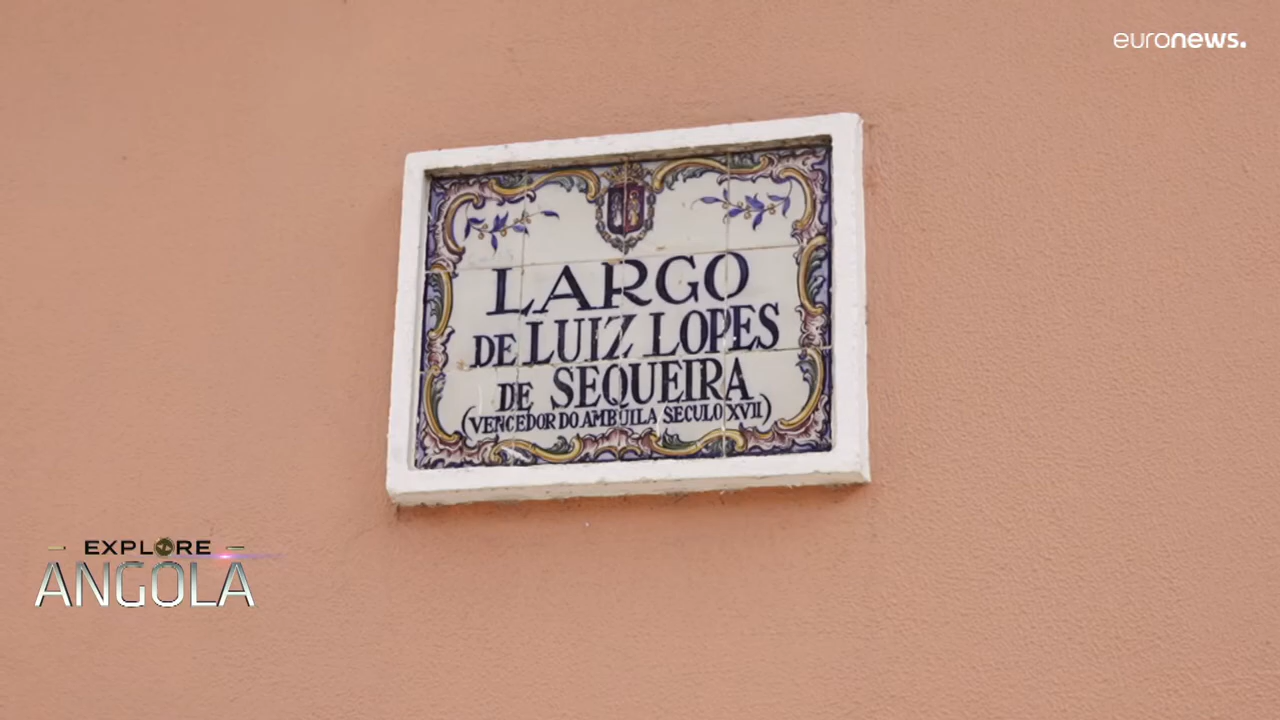 euronews.
LARGO
DE LUIZ LOPES
DE SEQUEIRA
(VENCEDOR DO AMBUILA SECULO XVII)
EXPLORE
ANGOLA